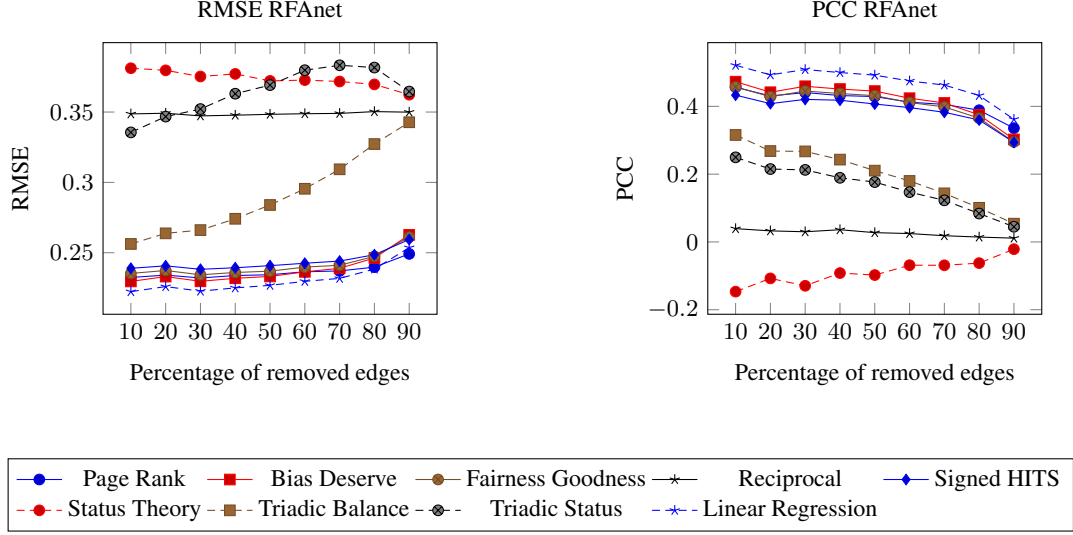 RMSE RFAnet
0.35
0.3
0.25
RMSE
10 20 30 40 50 60 70 80 90
Percentage of removed edges
PCC RFAnet
0.4
0.2
0
−0.2
PCC
10 20 30 40 50 60 70 80 90
Percentage of removed edges
Page Rank Bias Deserve Fairness Goodness Reciprocal Signed HITS
Status Theory Triadic Balance Triadic Status Linear Regression